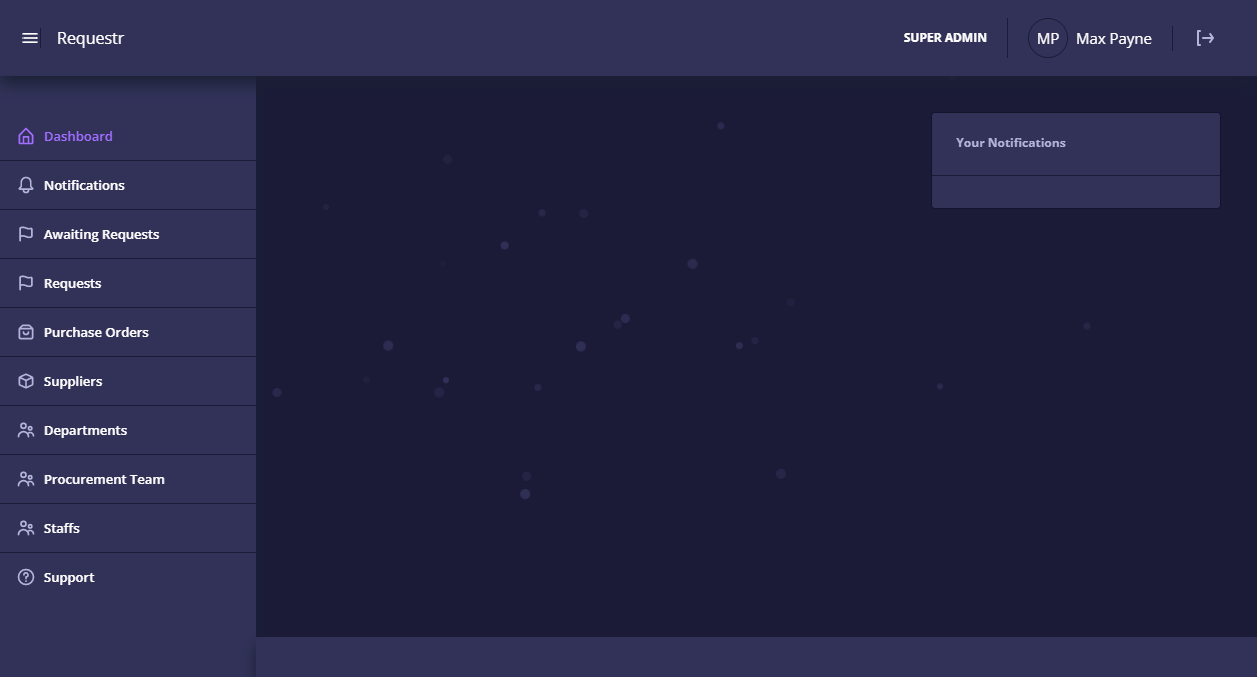 Requestr
SUPER ADMIN
MP
Max Payne
Dashboard
Notifications
Awaiting Requests
Requests
Purchase Orders
Suppliers
Departments
Procurement Team
Staffs
Support
Your Notifications